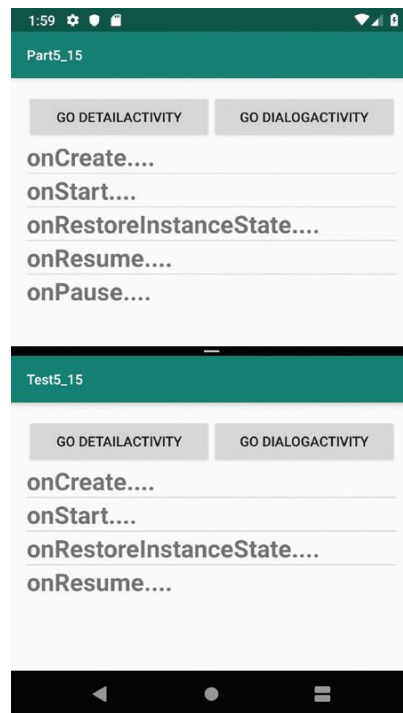 1:59
Part5_15
GO DETAILACTIVITY GO DIALOGACTIVITY
onCreate....
onStart....
onRestoreInstanceState....
onResume....
onPause....
Test5_15
GO DETAILACTIVITY GO DIALOGACTIVITY
onCreate....
onStart....
onRestoreInstanceState....
onResume....